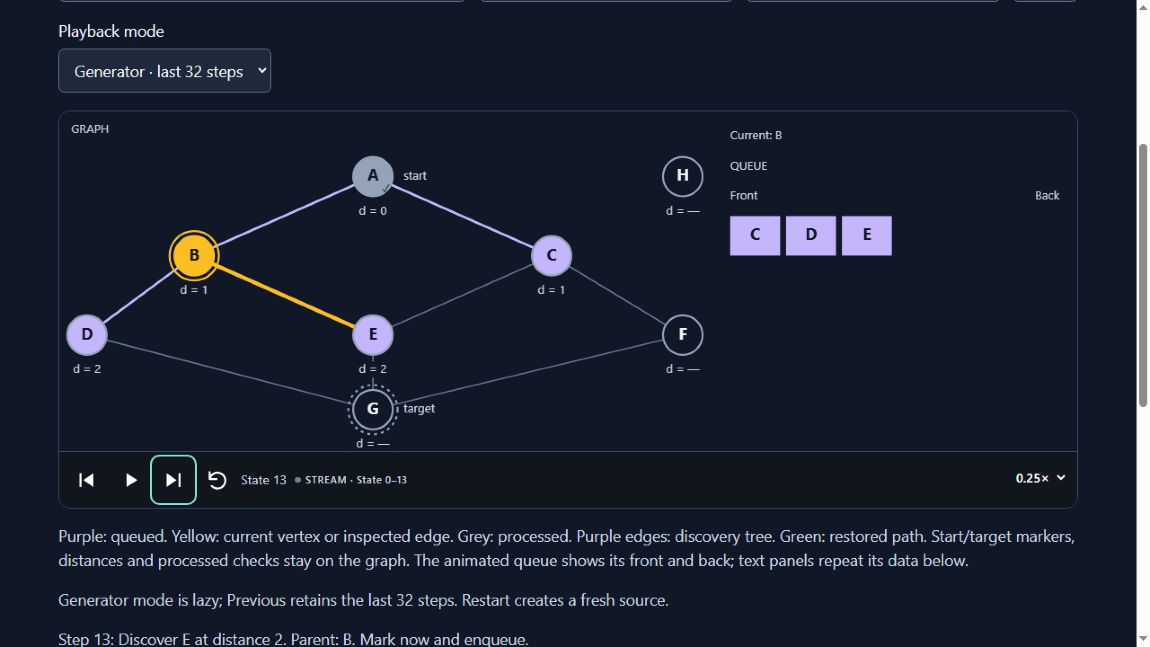 Playback mode
Generator · last 32 steps
GRAPH
A
start
d = 0
H
d = —
B
d = 1
C
d = 1
D
d = 2
E
d = 2
F
d = —
G
target
d = —
Current: B
QUEUE
Front
Back
C D E
State 13
STREAM · State 0–13
0.25×
Purple: queued. Yellow: current vertex or inspected edge. Grey: processed. Purple edges: discovery tree. Green: restored path. Start/target markers,
distances and processed checks stay on the graph. The animated queue shows its front and back; text panels repeat its data below.
Generator mode is lazy; Previous retains the last 32 steps. Restart creates a fresh source.
Step 13: Discover E at distance 2. Parent: B. Mark now and enqueue.